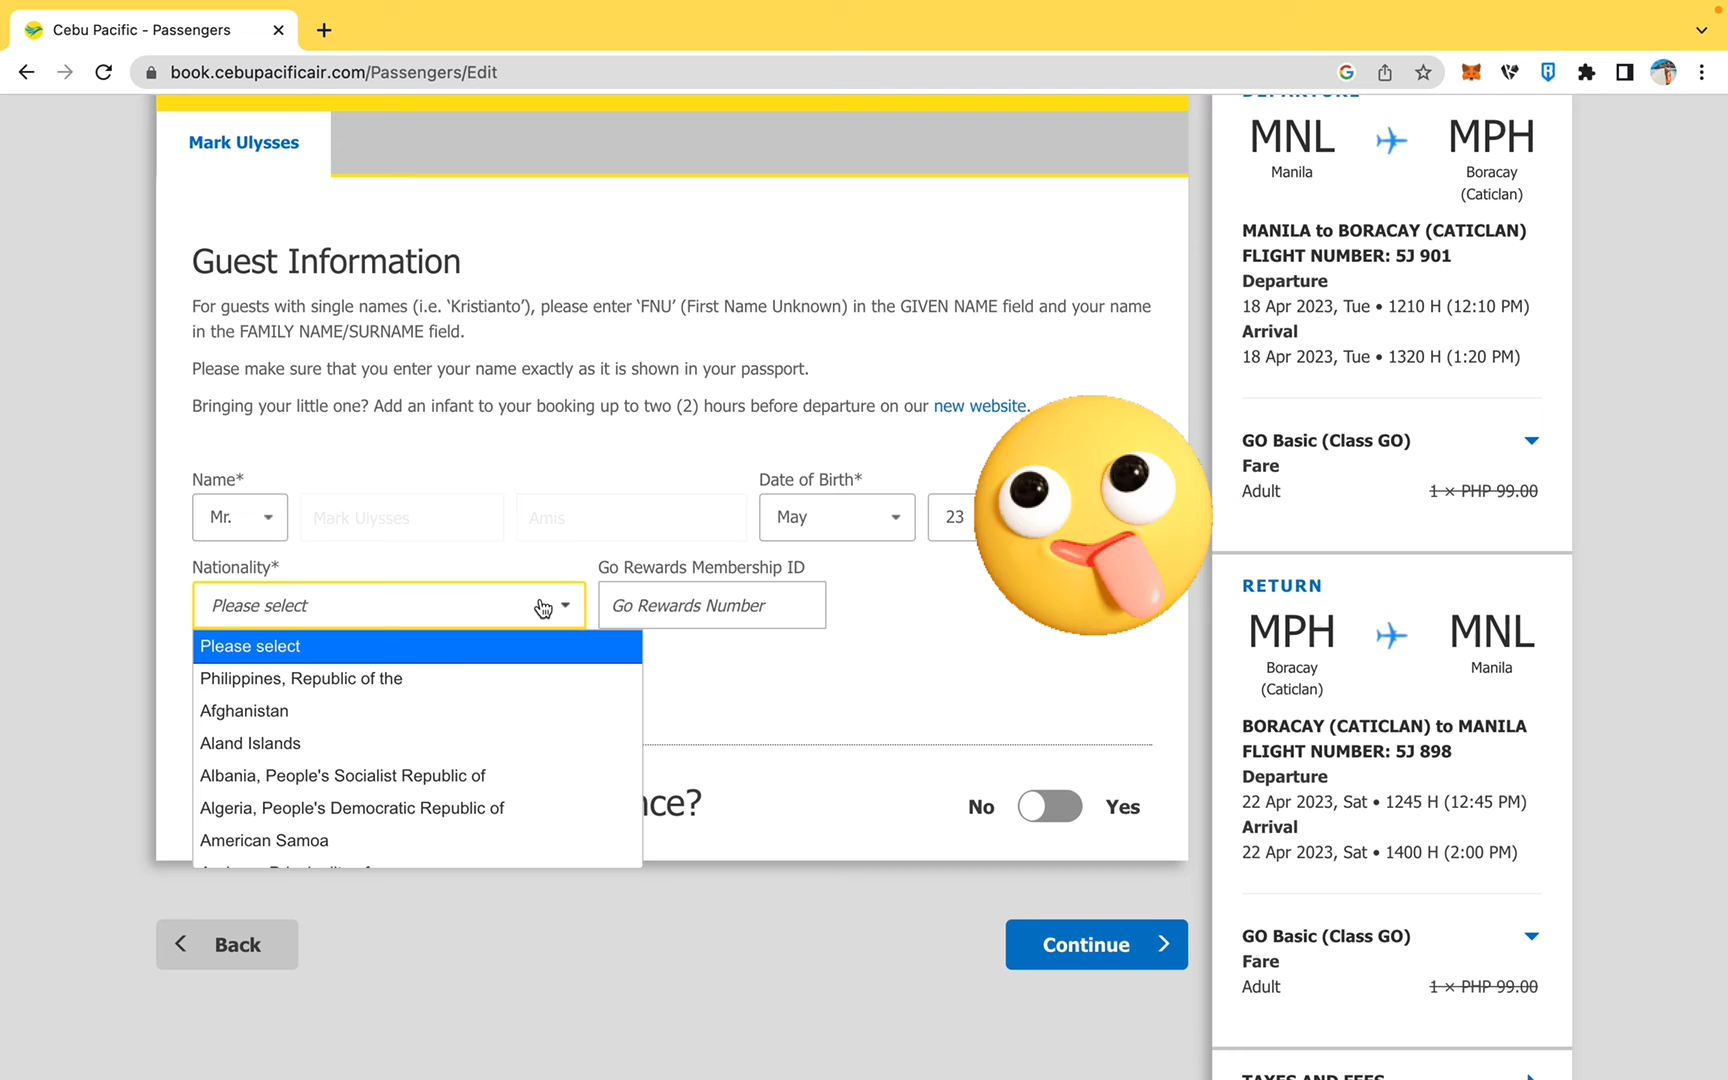 Cebu Pacific - Passengers
book.cebupacificair.com/Passengers/Edit
Mark Ulysses
Guest Information
For guests with single names (i.e. ‘Kristianto’), please enter ‘FNU’ (First Name Unknown) in the GIVEN NAME field and your name
in the FAMILY NAME/SURNAME field.
Please make sure that you enter your name exactly as it is shown in your passport.
Bringing your little one? Add an infant to your booking up to two (2) hours before departure on our new website.
Name*
Date of Birth*
Mr.
Mark Ulysses
Amis
May
23
Nationality*
Go Rewards Membership ID
Please select
Go Rewards Number
Please select
Philippines, Republic of the
Afghanistan
Aland Islands
Albania, People's Socialist Republic of
Algeria, People's Democratic Republic of
American Samoa
No
Yes
Back
Continue
DEPARTURE
MNL
MPH
Manila
Boracay
(Caticlan)
MANILA to BORACAY (CATICLAN)
FLIGHT NUMBER: 5J 901
Departure
18 Apr 2023, Tue • 1210 H (12:10 PM)
Arrival
18 Apr 2023, Tue • 1320 H (1:20 PM)
GO Basic (Class GO)
Fare
Adult
1 × PHP 99.00
RETURN
MPH
MNL
Boracay
(Caticlan)
Manila
BORACAY (CATICLAN) to MANILA
FLIGHT NUMBER: 5J 898
Departure
22 Apr 2023, Sat • 1245 H (12:45 PM)
Arrival
22 Apr 2023, Sat • 1400 H (2:00 PM)
GO Basic (Class GO)
Fare
Adult
1 × PHP 99.00
TAXES AND FEES